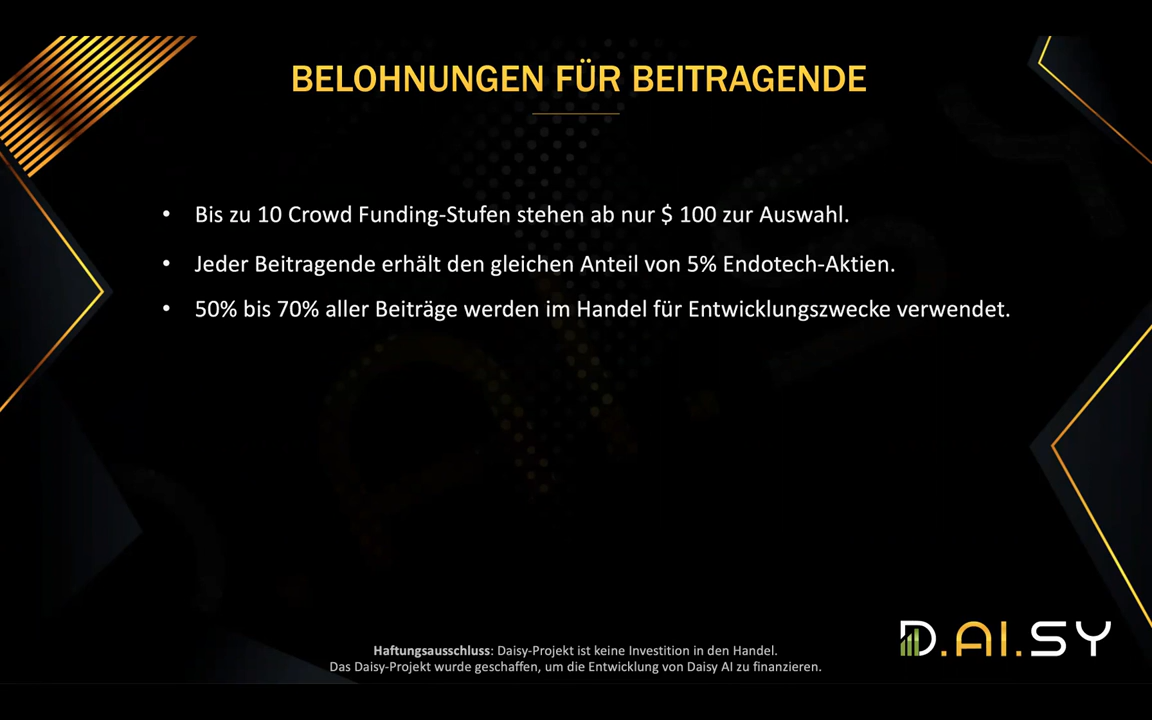 BELOHNUNGEN FÜR BEITRAGENDE
• Bis zu 10 Crowd Funding-Stufen stehen ab nur $ 100 zur Auswahl.
• Jeder Beitragende erhält den gleichen Anteil von 5% Endotech-Aktien.
• 50% bis 70% aller Beiträge werden im Handel für Entwicklungszwecke verwendet.
D.AI.SY
Haftungsausschluss: Daisy-Projekt ist keine Investition in den Handel.
Das Daisy-Projekt wurde geschaffen, um die Entwicklung von Daisy AI zu finanzieren.